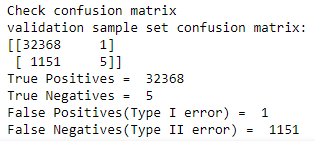 Check confusion matrix
validation sample set confusion matrix:
[[32368     1]
 [ 1151     5]]
True Positives =  32368
True Negatives =  5
False Positives(Type I error) =  1
False Negatives(Type II error) =  1151